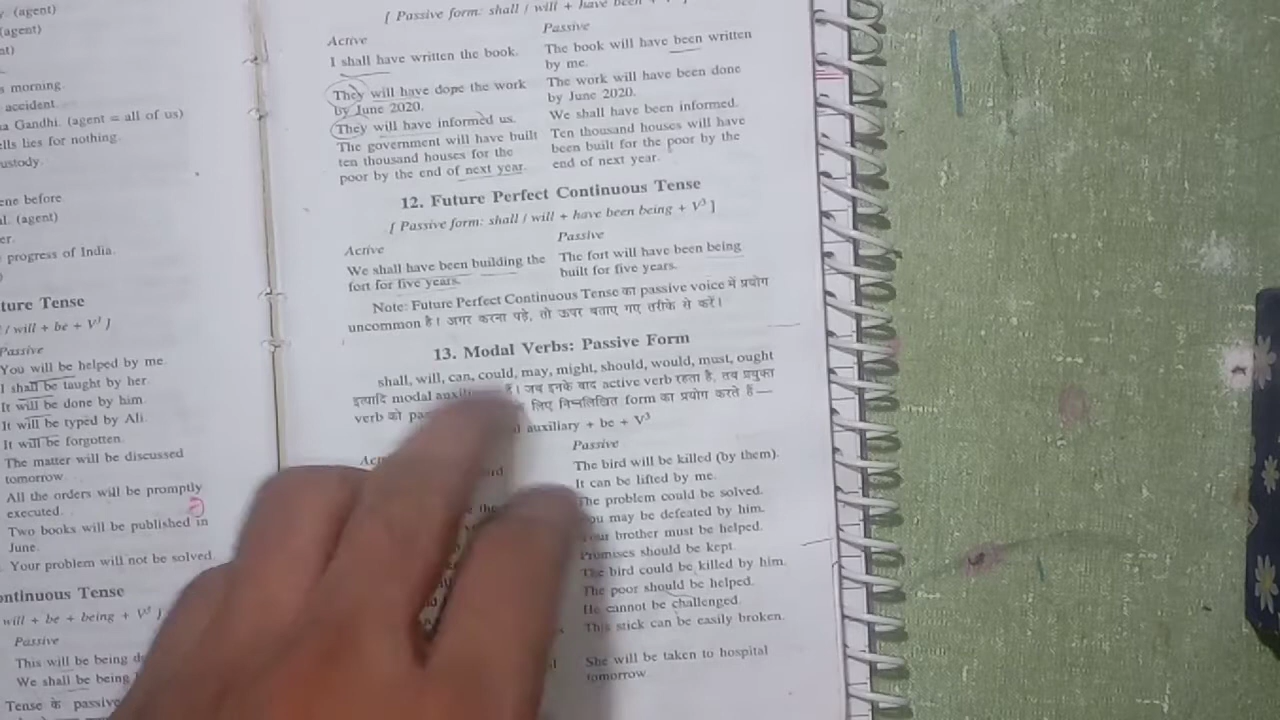 (agent)
(agent)
s morning.
accident.
a Gandhi. (agent = all of us)
ells lies for nothing.
ustody.
ene before.
al. (agent)
er.
progress of India.
ture Tense
/ will + be + V³ ]
Passive
You will be helped by me.
I shall be taught by her.
It will be done by him.
It will be typed by Ali.
It will be forgotten.
The matter will be discussed
tomorrow.
All the orders will be promptly
executed.
Two books will be published in
June.
Your problem will not be solved.
ontinuous Tense
will + be + being + V³ ]
Passive
This will be being
We shall be being
Tense के passive
[ Passive form: shall / will + have been +
Active Passive
I shall have written the book. The book will have been written
by me.
They will have dope the work The work will have been done
by June 2020. by June 2020.
They will have informed us. We shall have been informed.
The government will have built Ten thousand houses will have
ten thousand houses for the been built for the poor by the
poor by the end of next year. end of next year.
12. Future Perfect Continuous Tense
[ Passive form: shall / will + have been being + V³ ]
Active Passive
We shall have been building the The fort will have been being
fort for five years. built for five years.
Note: Future Perfect Continuous Tense का passive voice में प्रयोग
uncommon है। अगर करना पड़े, तो ऊपर बताए गए तरीके से करें।
13. Modal Verbs: Passive Form
shall, will, can, could, may, might, should, would, must, ought
इत्यादि modal हैं। जब इनके बाद active verb रहता है, तब प्रयुक्त
verb को लिए निम्नलिखित form का प्रयोग करते हैं—
auxiliary + be + V³
Passive
The bird will be killed (by them).
It can be lifted by me.
The problem could be solved.
You may be defeated by him.
Your brother must be helped.
Promises should be kept.
The bird could be killed by him.
The poor should be helped.
He cannot be challenged.
This stick can be easily broken.
She will be taken to hospital
tomorrow